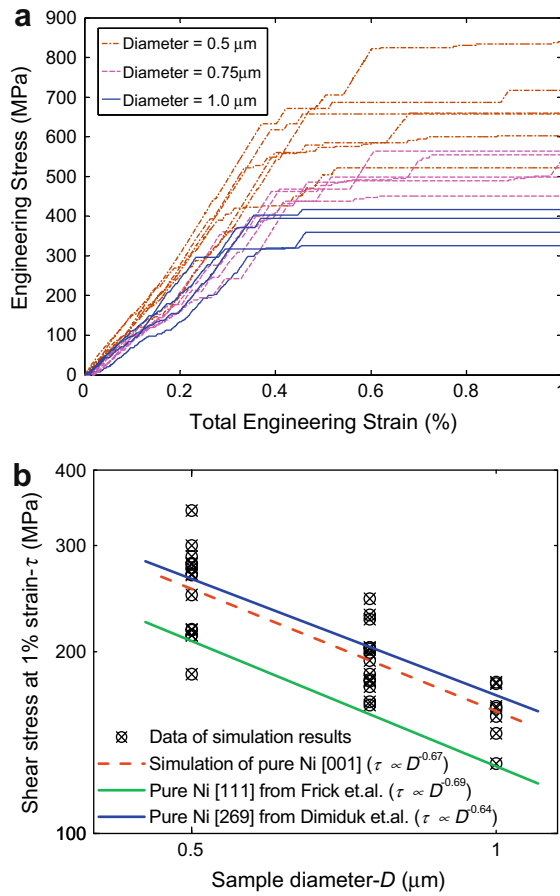 a
900
800
700
600
500
400
300
200
100
0
Engineering Stress (MPa)
Diameter = 0.5 μm
Diameter = 0.75μm
Diameter = 1.0 μm
0 0.2 0.4 0.6 0.8 1
Total Engineering Strain (%)
b
400
300
200
100
Shear stress at 1% strain-τ (MPa)
Data of simulation results
Simulation of pure Ni [001] (τ ∝ D^-0.67)
Pure Ni [111] from Frick et.al. (τ ∝ D^-0.69)
Pure Ni [269] from Dimiduk et.al. (τ ∝ D^-0.64)
0.5 1
Sample diameter-D (μm)